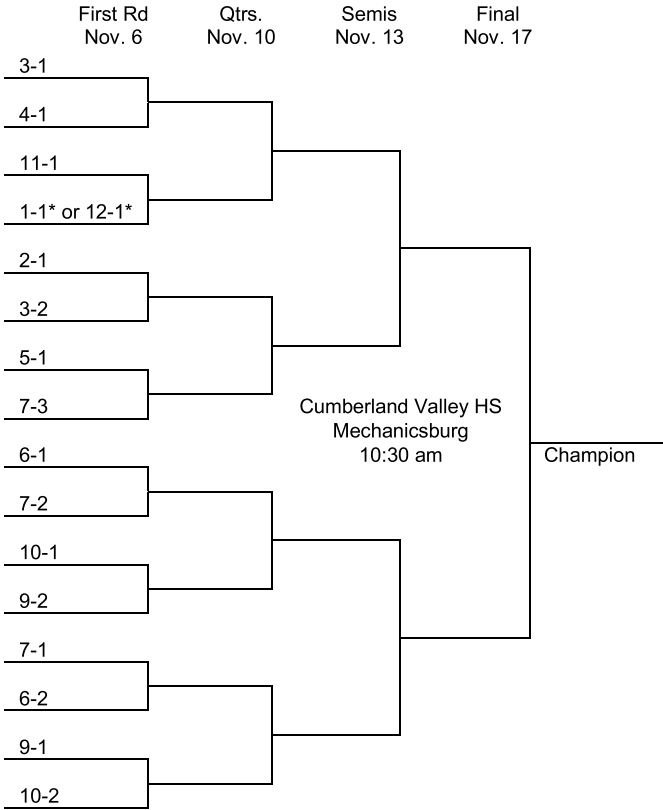 First Rd Qtrs. Semis Final
Nov. 6 Nov. 10 Nov. 13 Nov. 17
3-1
4-1
11-1
1-1* or 12-1*
2-1
3-2
5-1
7-3
Cumberland Valley HS
Mechanicsburg
10:30 am
Champion
6-1
7-2
10-1
9-2
7-1
6-2
9-1
10-2